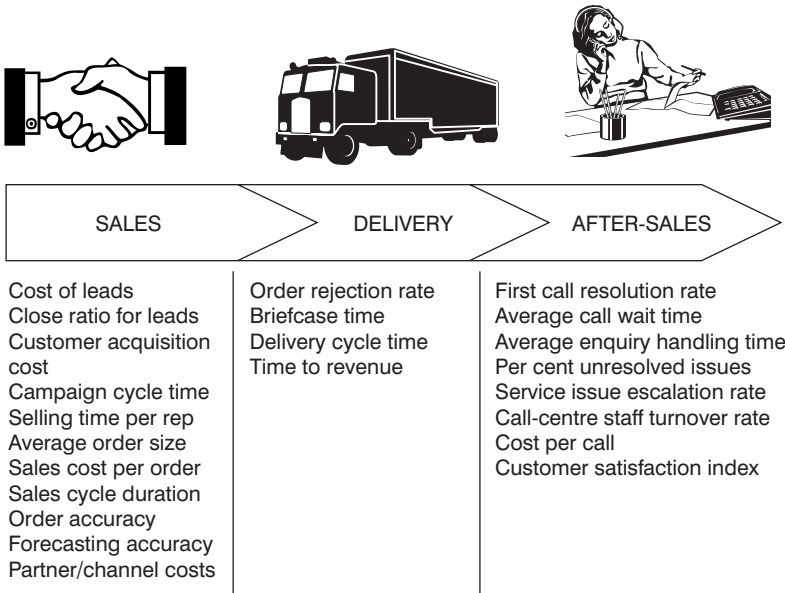 SALES
DELIVERY
AFTER-SALES
Cost of leads
Close ratio for leads
Customer acquisition
cost
Campaign cycle time
Selling time per rep
Average order size
Sales cost per order
Sales cycle duration
Order accuracy
Forecasting accuracy
Partner/channel costs
Order rejection rate
Briefcase time
Delivery cycle time
Time to revenue
First call resolution rate
Average call wait time
Average enquiry handling time
Per cent unresolved issues
Service issue escalation rate
Call-centre staff turnover rate
Cost per call
Customer satisfaction index